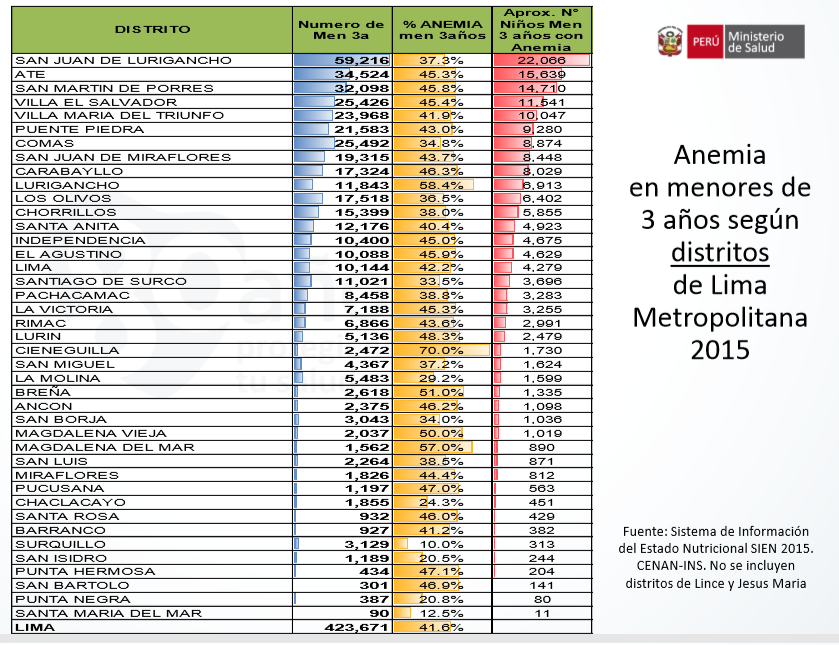 DISTRITO Numero de Men 3a % ANEMIA men 3años Aprox. N° Niños Men 3 años con Anemia
SAN JUAN DE LURIGANCHO 59,216 37.3% 22,066
ATE 34,524 45.3% 15,639
SAN MARTIN DE PORRES 32,098 45.8% 14,710
VILLA EL SALVADOR 25,426 45.4% 11,541
VILLA MARIA DEL TRIUNFO 23,968 41.9% 10,047
PUENTE PIEDRA 21,583 43.0% 9,280
COMAS 25,492 34.8% 8,874
SAN JUAN DE MIRAFLORES 19,315 43.7% 8,448
CARABAYLLO 17,324 46.3% 8,029
LURIGANCHO 11,843 58.4% 6,913
LOS OLIVOS 17,518 36.5% 6,402
CHORRILLOS 15,399 38.0% 5,855
SANTA ANITA 12,176 40.4% 4,923
INDEPENDENCIA 10,400 45.0% 4,675
EL AGUSTINO 10,088 45.9% 4,629
LIMA 10,144 42.2% 4,279
SANTIAGO DE SURCO 11,021 33.5% 3,696
PACHACAMAC 8,458 38.8% 3,283
LA VICTORIA 7,188 45.3% 3,255
RIMAC 6,866 43.6% 2,991
LURIN 5,136 48.3% 2,479
CIENEGUILLA 2,472 70.0% 1,730
SAN MIGUEL 4,367 37.2% 1,624
LA MOLINA 5,483 29.2% 1,599
BREÑA 2,618 51.0% 1,335
ANCON 2,375 46.2% 1,098
SAN BORJA 3,043 34.0% 1,036
MAGDALENA VIEJA 2,037 50.0% 1,019
MAGDALENA DEL MAR 1,562 57.0% 890
SAN LUIS 2,264 38.5% 871
MIRAFLORES 1,826 44.4% 812
PUCUSANA 1,197 47.0% 563
CHACLACAYO 1,855 24.3% 451
SANTA ROSA 932 46.0% 429
BARRANCO 927 41.2% 382
SURQUILLO 3,129 10.0% 313
SAN ISIDRO 1,189 20.5% 244
PUNTA HERMOSA 434 47.1% 204
SAN BARTOLO 301 46.9% 141
PUNTA NEGRA 387 20.8% 80
SANTA MARIA DEL MAR 90 12.5% 11
LIMA 423,671 41.6%
PERÚ Ministerio
de Salud
Anemia
en menores de
3 años según
distritos
de Lima
Metropolitana
2015
Fuente: Sistema de Información
del Estado Nutricional SIEN 2015.
CENAN-INS. No se incluyen
distritos de Lince y Jesus Maria